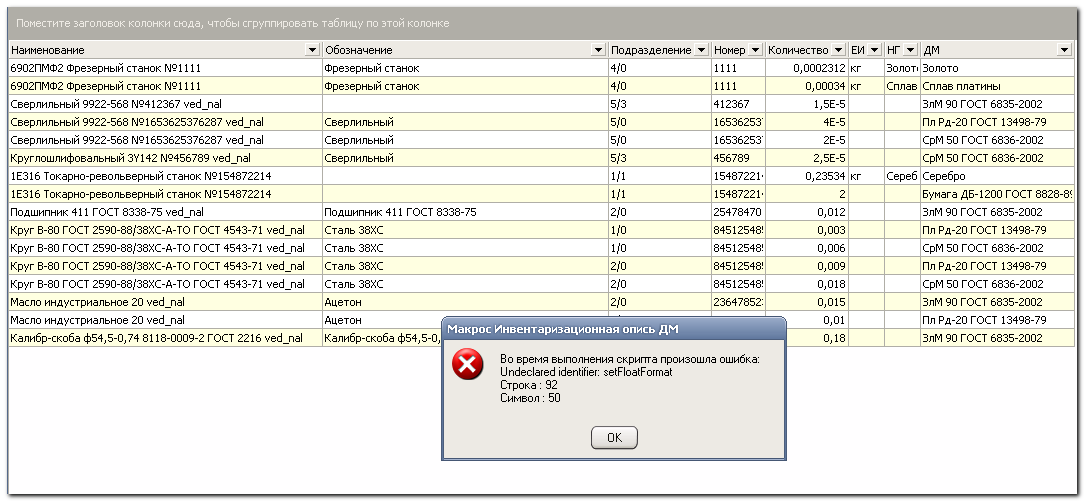 Поместите заголовок колонки сюда, чтобы сгруппировать таблицу по этой колонке
Наименование Обозначение Подразделение Номер Количество ЕИ НГ ДМ
6902ПМФ2 Фрезерный станок №1111 Фрезерный станок 4/0 1111 0,0002312 кг Золото Золото
6902ПМФ2 Фрезерный станок №1111 Фрезерный станок 4/0 1111 0,00034 кг Сплав Сплав платины
Сверлильный 9922-568 №412367 ved_nal 5/3 412367 1,5E-5 ЗлМ 90 ГОСТ 6835-2002
Сверлильный 9922-568 №1653625376287 ved_nal Сверлильный 5/0 16536253 4E-5 Пл Рд-20 ГОСТ 13498-79
Сверлильный 9922-568 №1653625376287 ved_nal Сверлильный 5/0 16536253 2E-5 СрМ 50 ГОСТ 6836-2002
Круглошлифовальный 3У142 №456789 ved_nal Сверлильный 5/3 456789 2,5E-5 СрМ 50 ГОСТ 6836-2002
1Е316 Токарно-револьверный станок №154872214 1/1 15487221 0,23534 кг Сереб Серебро
1Е316 Токарно-револьверный станок №154872214 1/1 15487221 2 Бумага ДБ-1200 ГОСТ 8828-89
Подшипник 411 ГОСТ 8338-75 ved_nal Подшипник 411 ГОСТ 8338-75 2/0 25478470 0,012 ЗлМ 90 ГОСТ 6835-2002
Круг В-80 ГОСТ 2590-88/38ХС-А-ТО ГОСТ 4543-71 ved_nal Сталь 38ХС 1/0 84512548 0,003 Пл Рд-20 ГОСТ 13498-79
Круг В-80 ГОСТ 2590-88/38ХС-А-ТО ГОСТ 4543-71 ved_nal Сталь 38ХС 1/0 84512548 0,006 СрМ 50 ГОСТ 6836-2002
Круг В-80 ГОСТ 2590-88/38ХС-А-ТО ГОСТ 4543-71 ved_nal Сталь 38ХС 2/0 84512548 0,009 Пл Рд-20 ГОСТ 13498-79
Круг В-80 ГОСТ 2590-88/38ХС-А-ТО ГОСТ 4543-71 ved_nal Сталь 38ХС 2/0 84512548 0,018 СрМ 50 ГОСТ 6836-2002
Масло индустриальное 20 ved_nal Ацетон 2/0 23647852 0,015 ЗлМ 90 ГОСТ 6835-2002
Масло индустриальное 20 ved_nal Ацетон 0,01 Пл Рд-20 ГОСТ 13498-79
Калибр-скоба ф54,5-0,74 8118-0009-2 ГОСТ 2216 ved_nal Калибр-скоба ф54,5-0, 0,18 ЗлМ 90 ГОСТ 6835-2002
Макрос Инвентаризационная опись ДМ
Во время выполнения скрипта произошла ошибка:
Undeclared identifier: setFloatFormat
Строка : 92
Символ : 50
OK